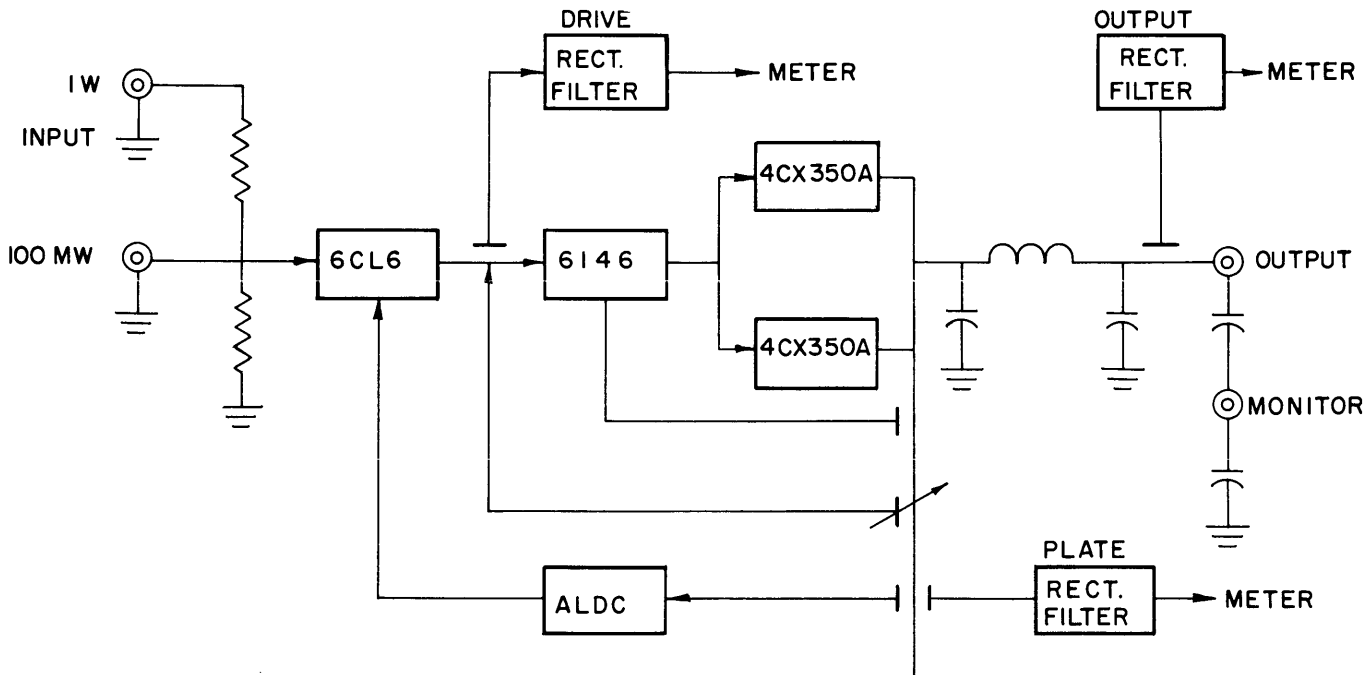 DRIVE
RECT.
FILTER
METER
OUTPUT
RECT.
FILTER
METER
1W
INPUT
100 MW
6CL6
6146
4CX350A
4CX350A
OUTPUT
MONITOR
ALDC
PLATE
RECT.
FILTER
METER